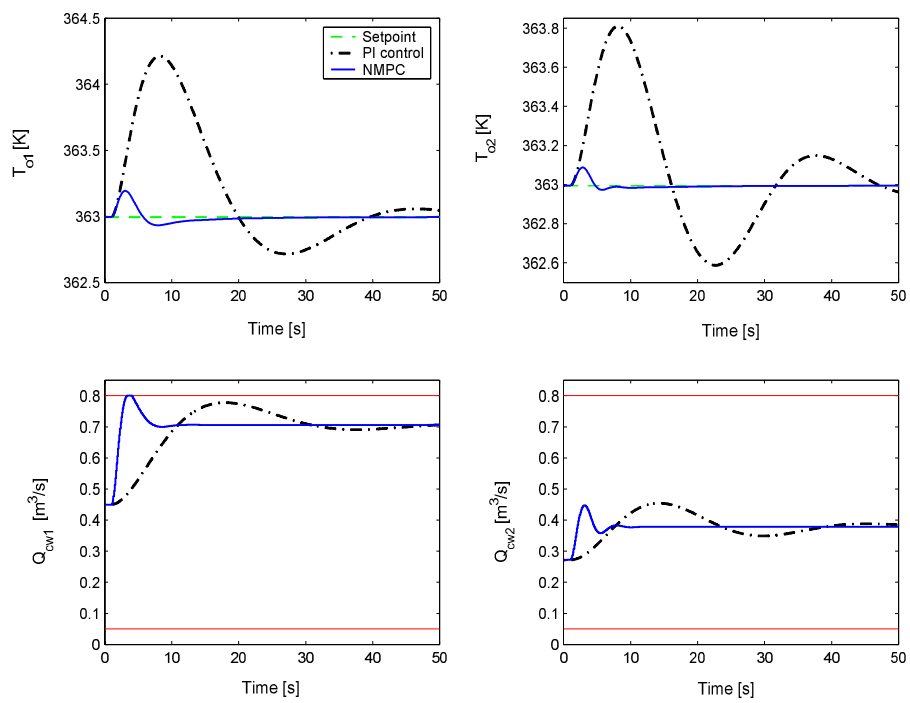 364.5
364
363.5
363
362.5
0 10 20 30 40 50
Time [s]
T_o1 [K]
Setpoint
PI control
NMPC
363.8
363.6
363.4
363.2
363
362.8
362.6
0 10 20 30 40 50
Time [s]
T_o2 [K]
0.8
0.7
0.6
0.5
0.4
0.3
0.2
0.1
0
0 10 20 30 40 50
Time [s]
Q_cw1 [m³/s]
0.8
0.7
0.6
0.5
0.4
0.3
0.2
0.1
0
0 10 20 30 40 50
Time [s]
Q_cw2 [m³/s]